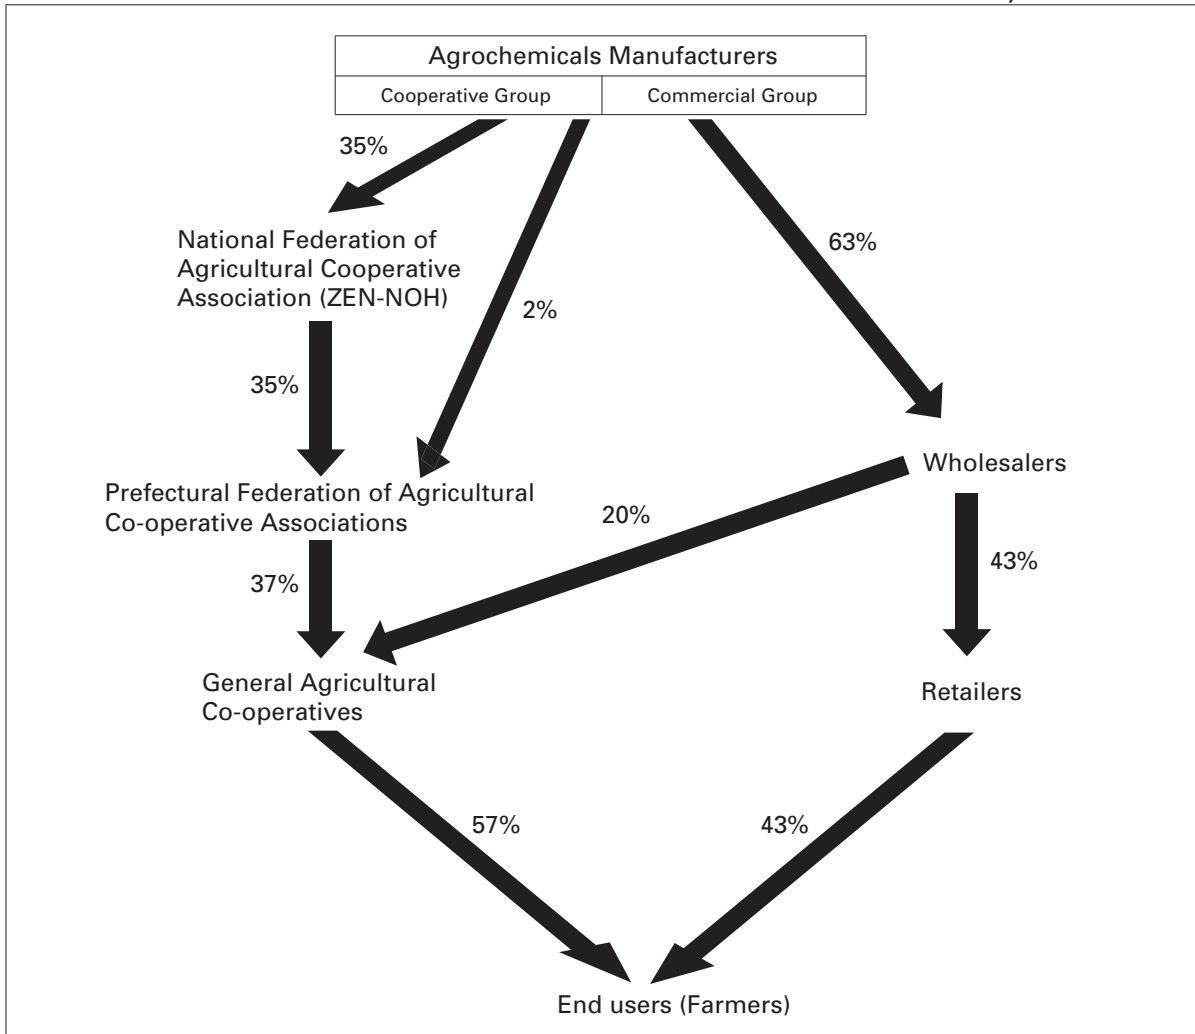 Agrochemicals Manufacturers
Cooperative Group
Commercial Group
35%
National Federation of
Agricultural Cooperative
Association (ZEN-NOH)
63%
2%
35%
Wholesalers
Prefectural Federation of Agricultural
Co-operative Associations
20%
43%
37%
General Agricultural
Co-operatives
Retailers
57%
43%
End users (Farmers)